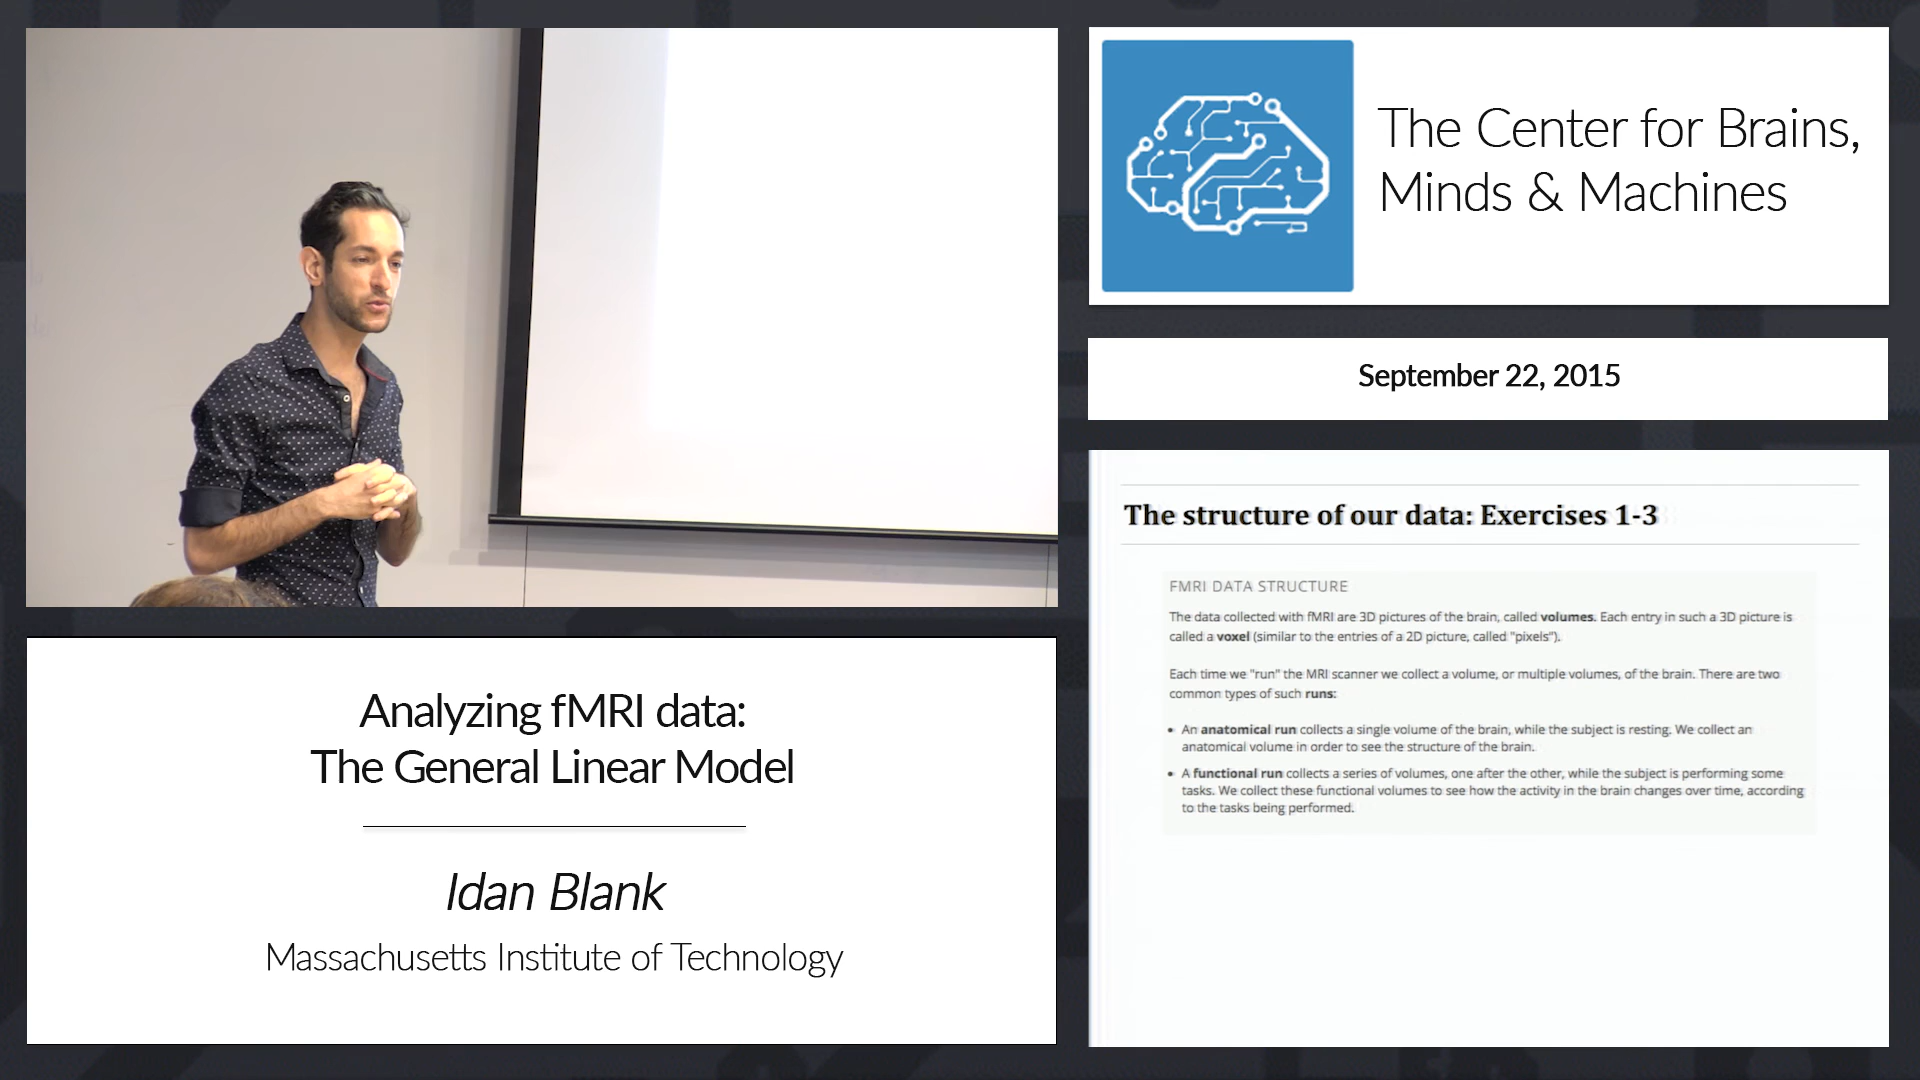 The Center for Brains,
Minds & Machines
September 22, 2015
The structure of our data: Exercises 1-3
FMRI DATA STRUCTURE
The data collected with fMRI are 3D pictures of the brain, called volumes. Each entry in such a 3D picture is
called a voxel (similar to the entries of a 2D picture, called "pixels").
Each time we "run" the MRI scanner we collect a volume, or multiple volumes, of the brain. There are two
common types of such runs:
• An anatomical run collects a single volume of the brain, while the subject is resting. We collect an
anatomical volume in order to see the structure of the brain.
• A functional run collects a series of volumes, one after the other, while the subject is performing some
tasks. We collect these functional volumes to see how the activity in the brain changes over time, according
to the tasks being performed.
Analyzing fMRI data:
The General Linear Model
Idan Blank
Massachusetts Institute of Technology